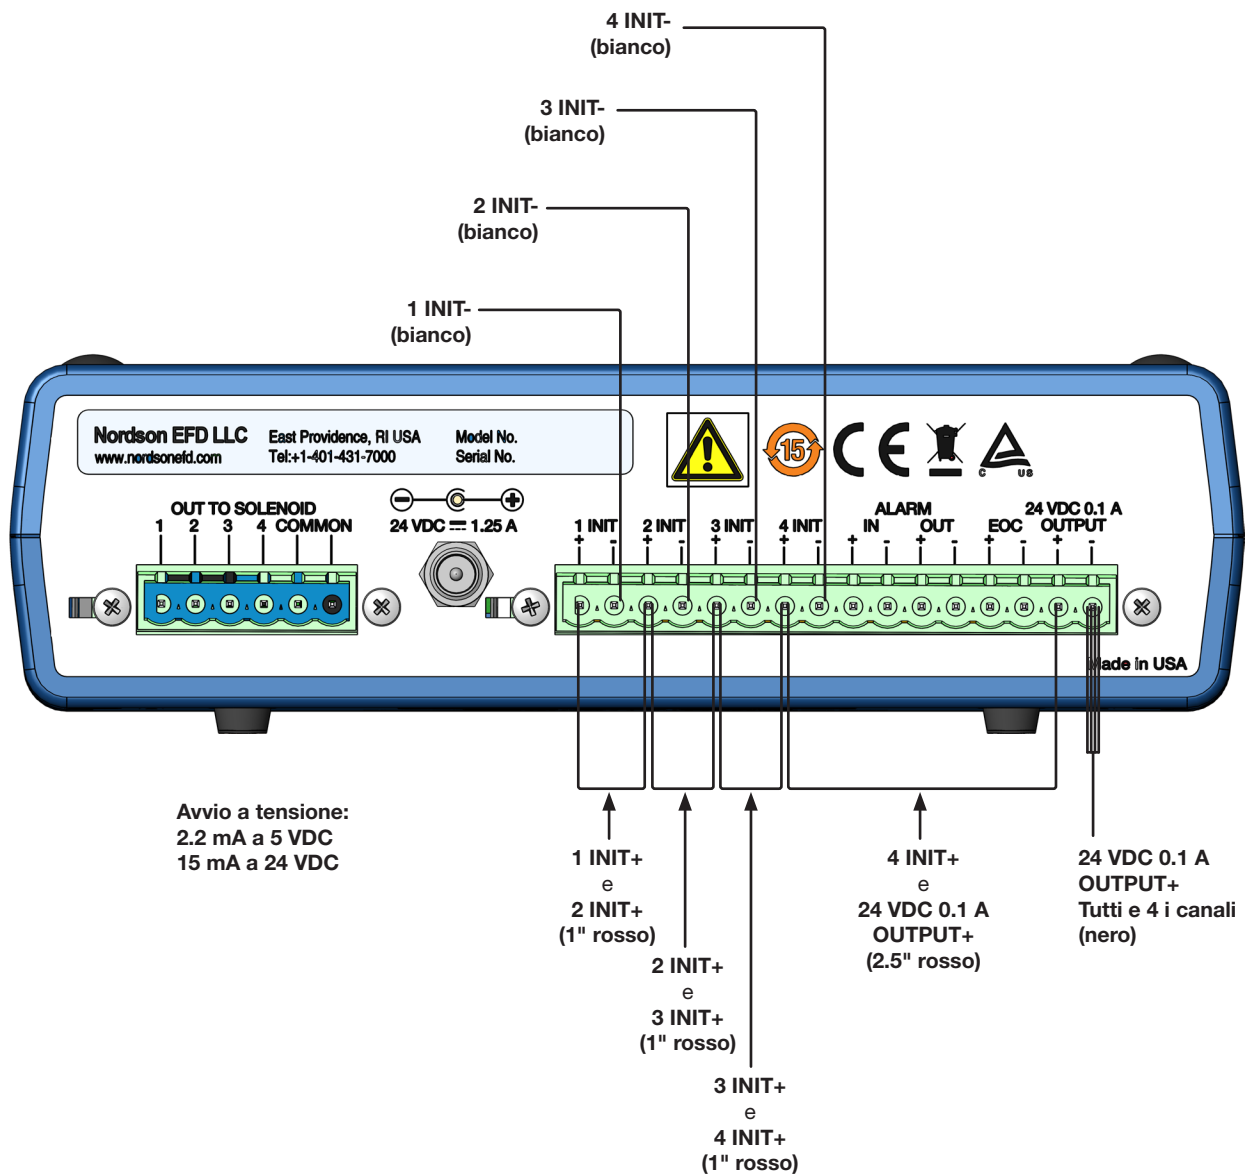 4 INIT-
(bianco)
3 INIT-
(bianco)
2 INIT-
(bianco)
1 INIT-
(bianco)
Nordson EFD LLC
www.nordsonefd.com
East Providence, RI USA
Tel:+1-401-431-7000
Model No.
Serial No.
15
C US
OUT TO SOLENOID
1 2 3 4 COMMON
- +
24 VDC ⎓ 1.25 A
1 INIT
+ -
2 INIT
+ -
3 INIT
+ -
4 INIT
+ -
ALARM
IN OUT
+ - + -
EOC
+ -
24 VDC 0.1 A
OUTPUT
+ -
Made in USA
Avvio a tensione:
2.2 mA a 5 VDC
15 mA a 24 VDC
1 INIT+
e
2 INIT+
(1" rosso)
2 INIT+
e
3 INIT+
(1" rosso)
3 INIT+
e
4 INIT+
(1" rosso)
4 INIT+
e
24 VDC 0.1 A
OUTPUT+
(2.5" rosso)
24 VDC 0.1 A
OUTPUT+
Tutti e 4 i canali
(nero)